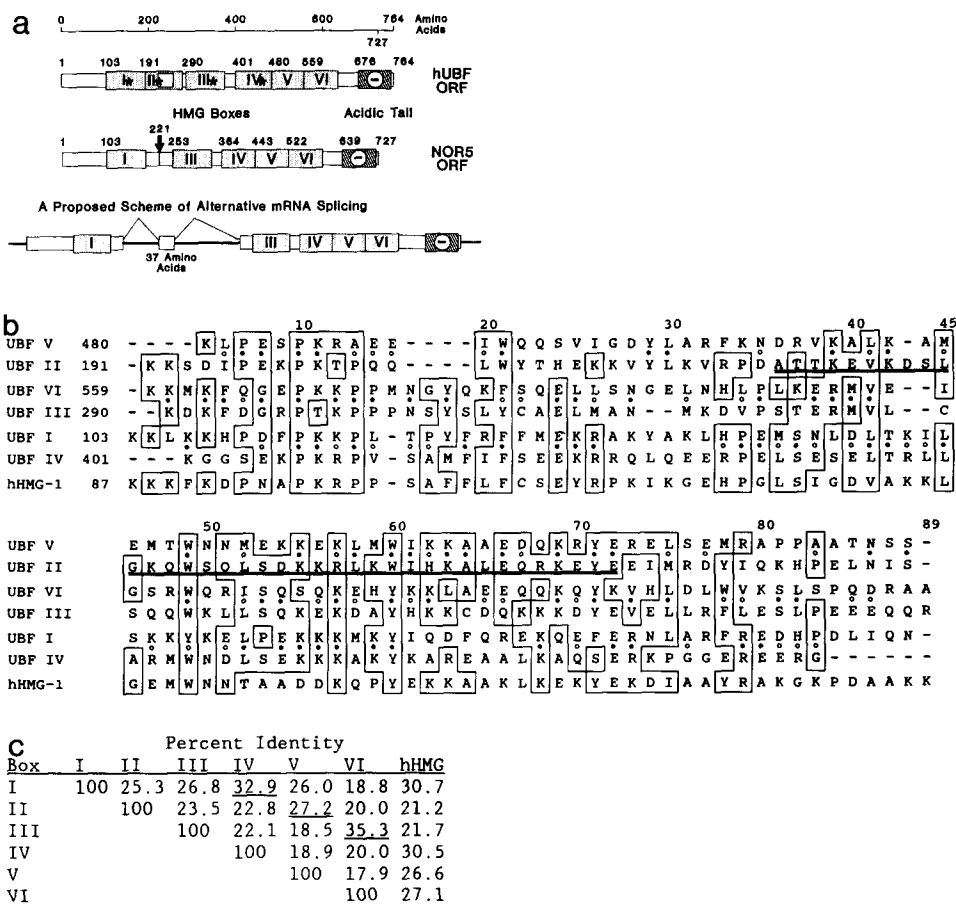 a
0 200 400 600 764 Amino Acids
727
1 103 191 290 401 480 559 676 764
I* II* III* IV* V VI − hUBF ORF
HMG Boxes Acidic Tail
221
1 103 253 364 443 522 639 727
I III IV V VI − NOR5 ORF
A Proposed Scheme of Alternative mRNA Splicing
I III IV V VI −
37 Amino Acids
b
10 20 30 40 45
UBF V 480 - - - - K L P E S P K R A E E - - - - I W Q Q S V I G D Y L A R F K N D R V K A L K - A M
UBF II 191 - K K S D I P E K P K T P Q Q - - - - L W Y T H E K K V Y L K V R P D A T T K E V K D S L
UBF VI 559 - K K M K F Q G E P K K P P M N G Y Q K F S Q E L L S N G E L N H L P L K E R M V E - - I
UBF III 290 - - K D K F D G R P T K P P P N S Y S L Y C A E L M A N - - M K D V P S T E R M V L - - C
UBF I 103 K K L K K H P D F P K K P L - T P Y F R F F M E K R A K Y A K L H P E M S N L D L T K I L
UBF IV 401 - - - K G G S E K P K R P V - S A M F I F S E E K R R Q L Q E E R P E L S E S E L T R L L
hHMG-1 87 K K K F K D P N A P K R P P - S A F F L F C S E Y R P K I K G E H P G L S I G D V A K K L
50 60 70 80 89
UBF V E M T W N N M E K K E K L M W I K K A A E D Q K R Y E R E L S E M R A P P A A T N S S -
UBF II G K Q W S Q L S D K K R L K W I H K A L E Q R K E Y E E I M R D Y I Q K H P E L N I S -
UBF VI G S R W Q R I S Q S Q K E H Y K K L A E E Q Q K Q Y K V H L D L W V K S L S P Q D R A A
UBF III S Q Q W K L L S Q K E K D A Y H K K C D Q K K K D Y E V E L L R F L E S L P E E E Q Q R
UBF I S K K Y K E L P E K K K M K Y I Q D F Q R E K Q E F E R N L A R F R E D H P D L I Q N -
UBF IV A R M W N D L S E K K K A K Y K A R E A A L K A Q S E R K P G G E R E E R G - - - - -
hHMG-1 G E M W N N T A A D D K Q P Y E K K A A K L K E K Y E K D I A A Y R A K G K P D A A K K
c
Percent Identity
Box I II III IV V VI hHMG
I 100 25.3 26.8 32.9 26.0 18.8 30.7
II 100 23.5 22.8 27.2 20.0 21.2
III 100 22.1 18.5 35.3 21.7
IV 100 18.9 20.0 30.5
V 100 17.9 26.6
VI 100 27.1